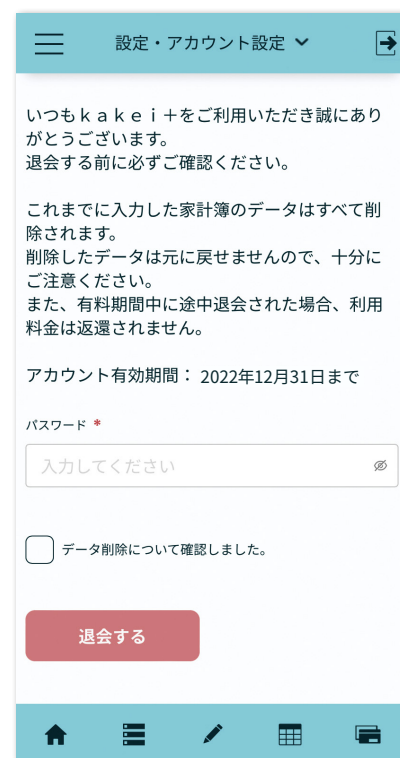 設定・アカウント設定
いつもｋａｋｅｉ＋をご利用いただき誠にあり
がとうございます。
退会する前に必ずご確認ください。
これまでに入力した家計簿のデータはすべて削
除されます。
削除したデータは元に戻せませんので、十分に
ご注意ください。
また、有料期間中に途中退会された場合、利用
料金は返還されません。
アカウント有効期間： 2022年12月31日まで
パスワード *
入力してください
データ削除について確認しました。
退会する